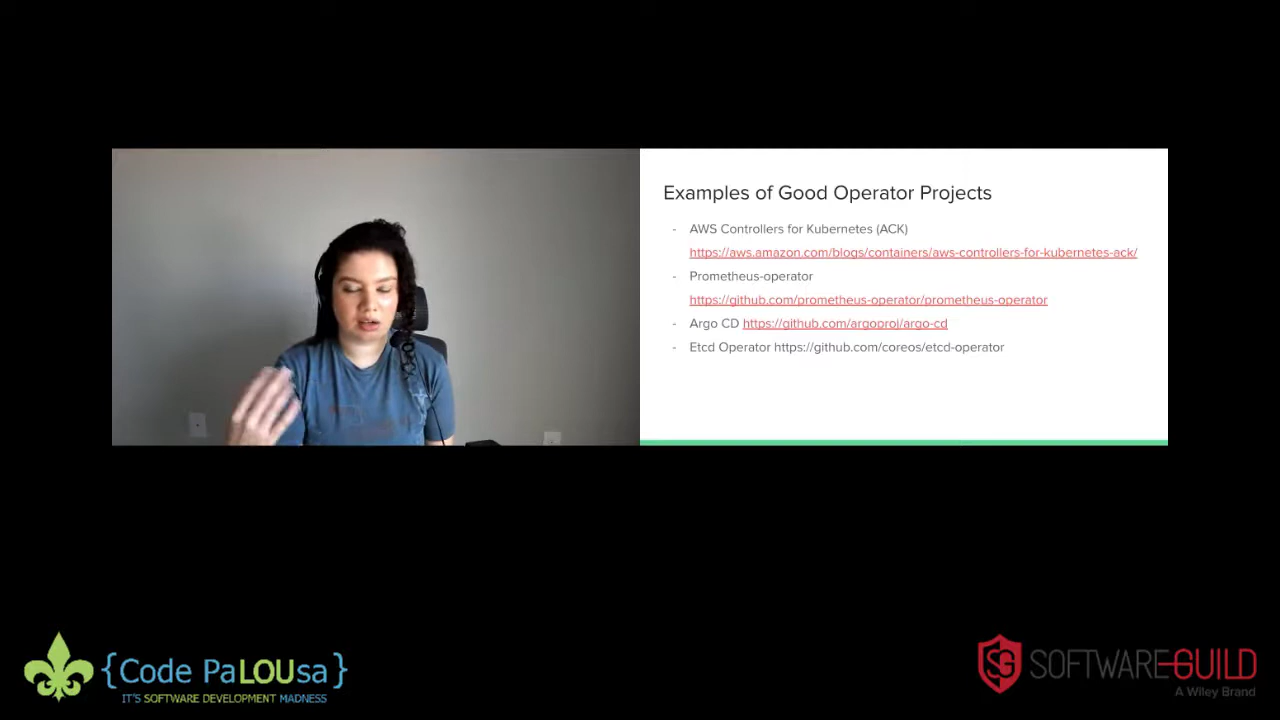 Examples of Good Operator Projects
- AWS Controllers for Kubernetes (ACK)
https://aws.amazon.com/blogs/containers/aws-controllers-for-kubernetes-ack/
- Prometheus-operator
https://github.com/prometheus-operator/prometheus-operator
- Argo CD https://github.com/argoproj/argo-cd
- Etcd Operator https://github.com/coreos/etcd-operator
{Code PaLOUsa}
IT'S SOFTWARE DEVELOPMENT MADNESS
SG SOFTWARE GUILD
A Wiley Brand